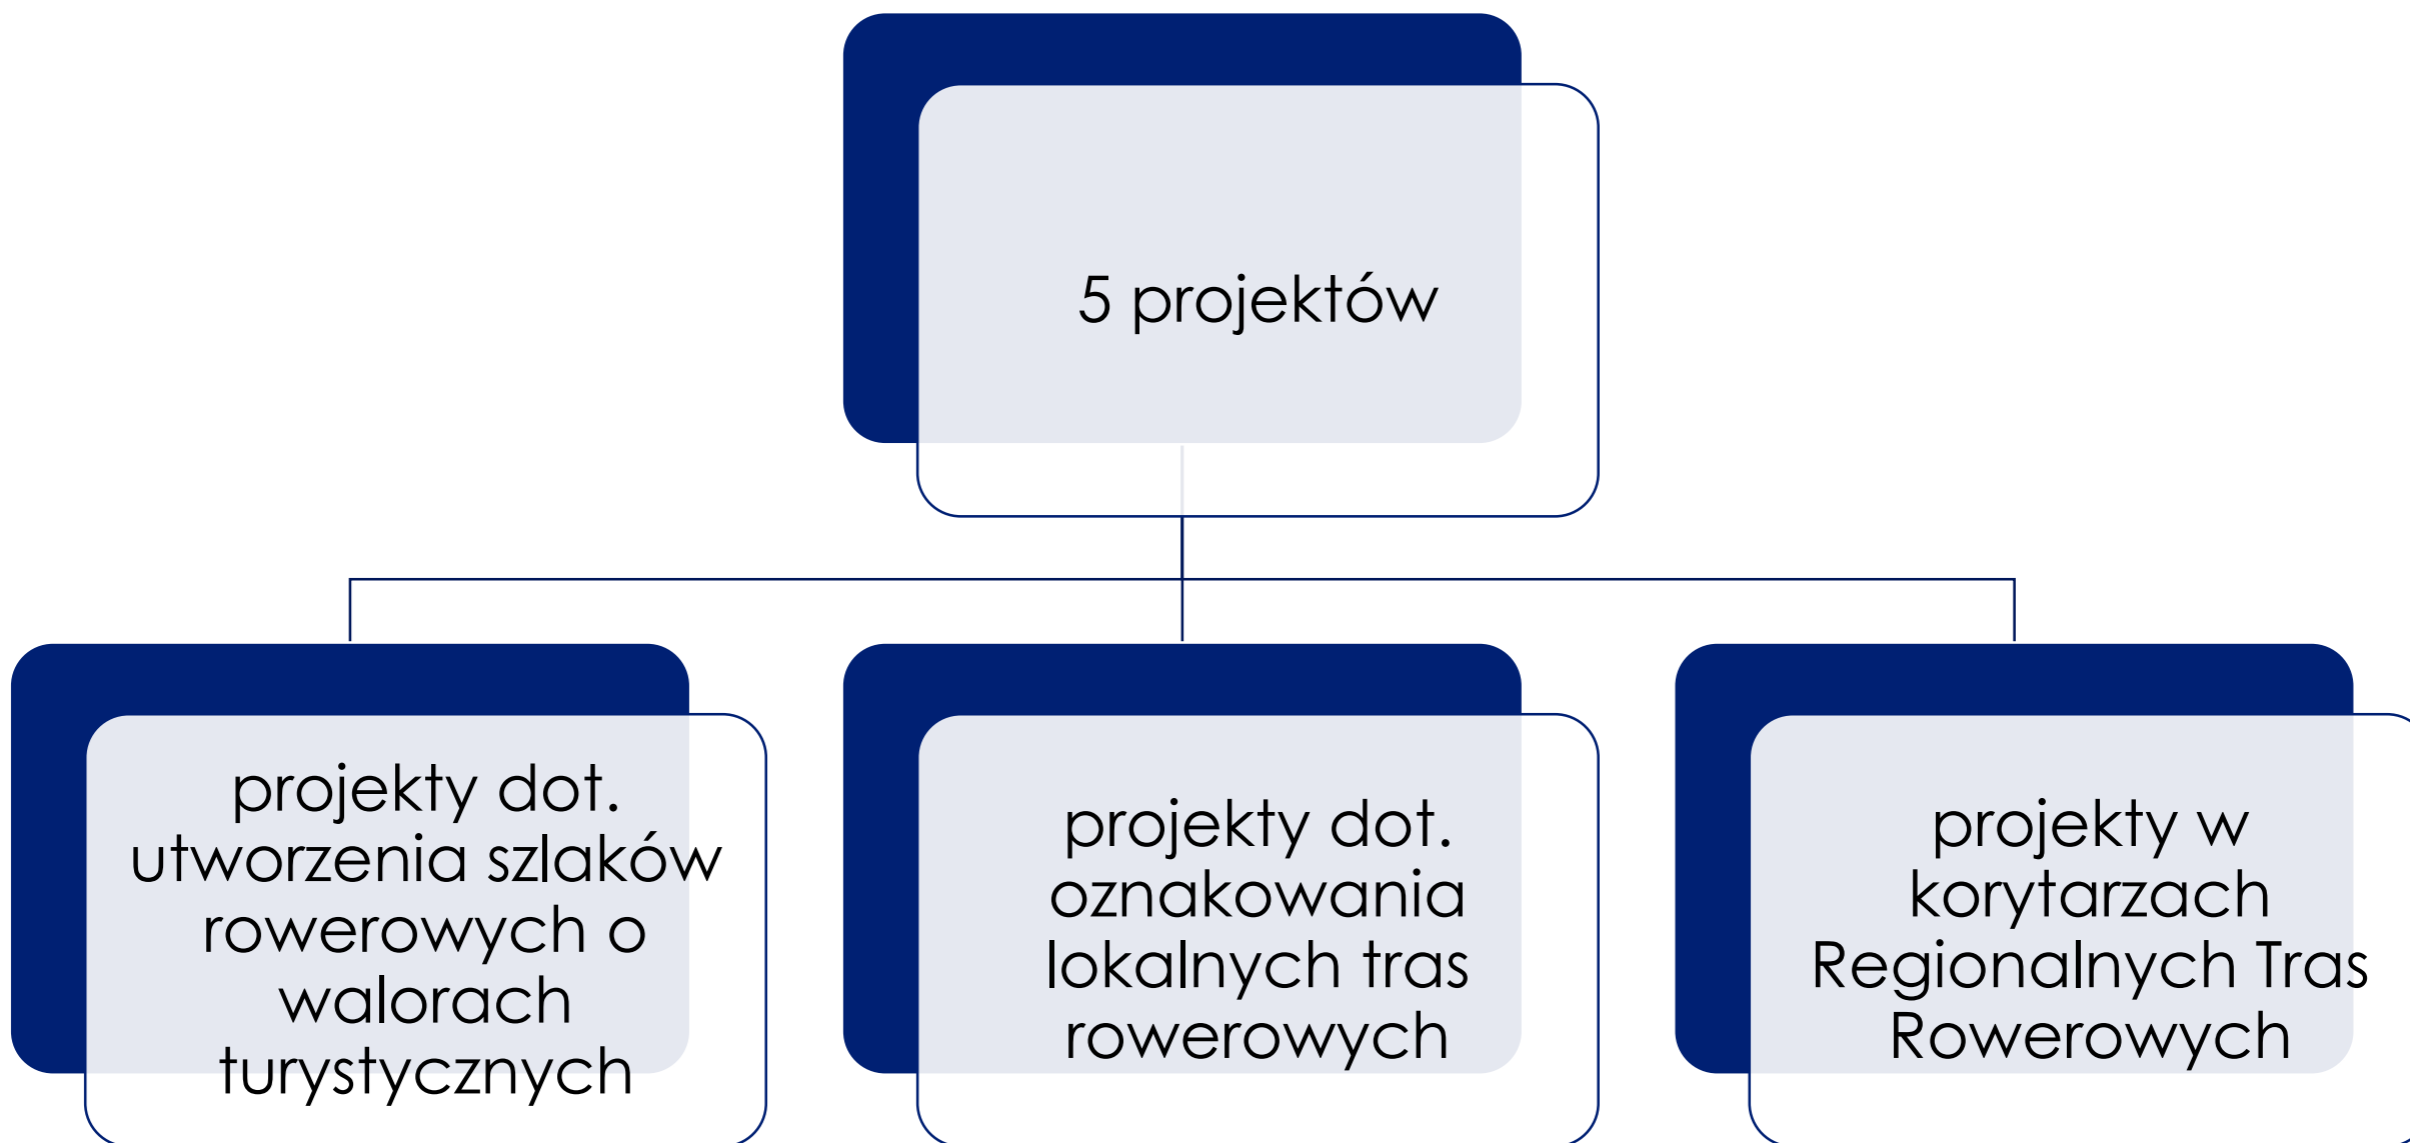 5 projektów
projekty dot.
utworzenia szlaków
rowerowych o
walorach
turystycznych
projekty dot.
oznakowania
lokalnych tras
rowerowych
projekty w
korytarzach
Regionalnych Tras
Rowerowych